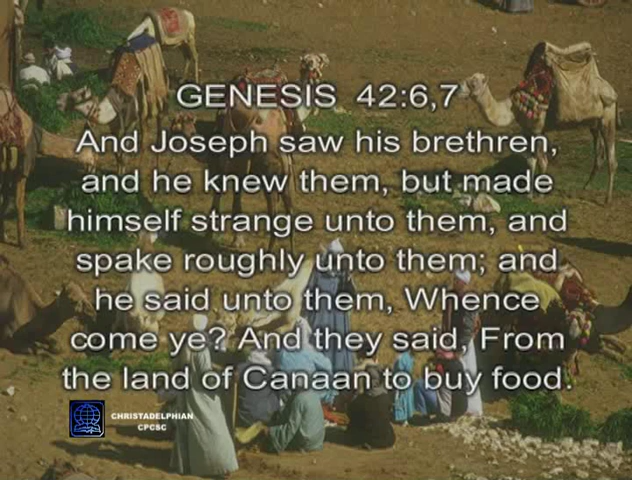 GENESIS 42:6,7
And Joseph saw his brethren,
and he knew them, but made
himself strange unto them, and
spake roughly unto them; and
he said unto them, Whence
come ye? And they said, From
the land of Canaan to buy food.
CHRISTADELPHIAN
CPCSC